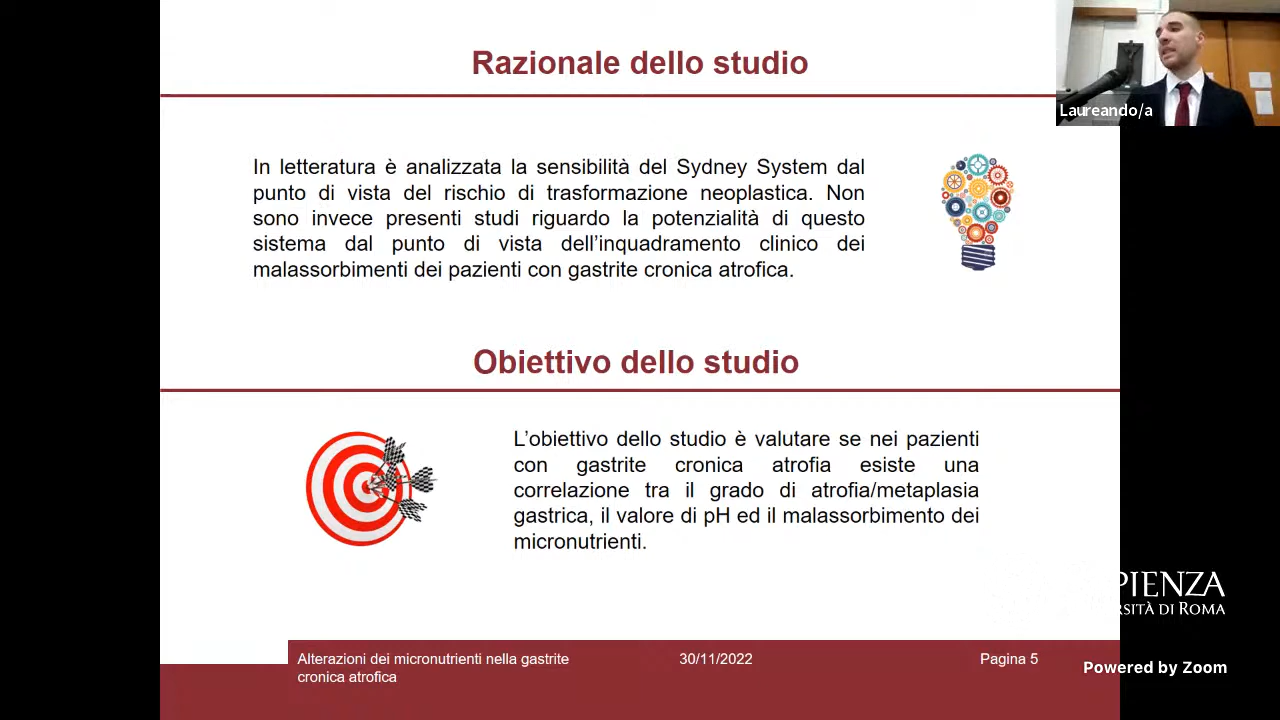 Razionale dello studio
Laureando/a
In letteratura è analizzata la sensibilità del Sydney System dal
punto di vista del rischio di trasformazione neoplastica. Non
sono invece presenti studi riguardo la potenzialità di questo
sistema dal punto di vista dell’inquadramento clinico dei
malassorbimenti dei pazienti con gastrite cronica atrofica.
Obiettivo dello studio
L’obiettivo dello studio è valutare se nei pazienti
con gastrite cronica atrofia esiste una
correlazione tra il grado di atrofia/metaplasia
gastrica, il valore di pH ed il malassorbimento dei
micronutrienti.
PIENZA
RSITÀ DI ROMA
Alterazioni dei micronutrienti nella gastrite
cronica atrofica
30/11/2022
Pagina 5
Powered by Zoom